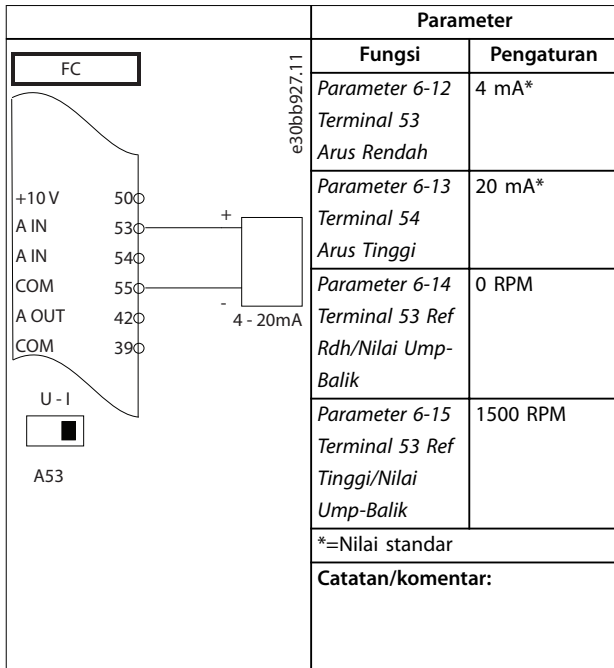 FC
e30bb927.11
+10 V 50
A IN 53
A IN 54
COM 55
A OUT 42
COM 39
+
-
4 - 20mA
U - I
A53
Parameter
Fungsi Pengaturan
Parameter 6-12 4 mA*
Terminal 53
Arus Rendah
Parameter 6-13 20 mA*
Terminal 54
Arus Tinggi
Parameter 6-14 0 RPM
Terminal 53 Ref
Rdh/Nilai Ump-
Balik
Parameter 6-15 1500 RPM
Terminal 53 Ref
Tinggi/Nilai
Ump-Balik
*=Nilai standar
Catatan/komentar: